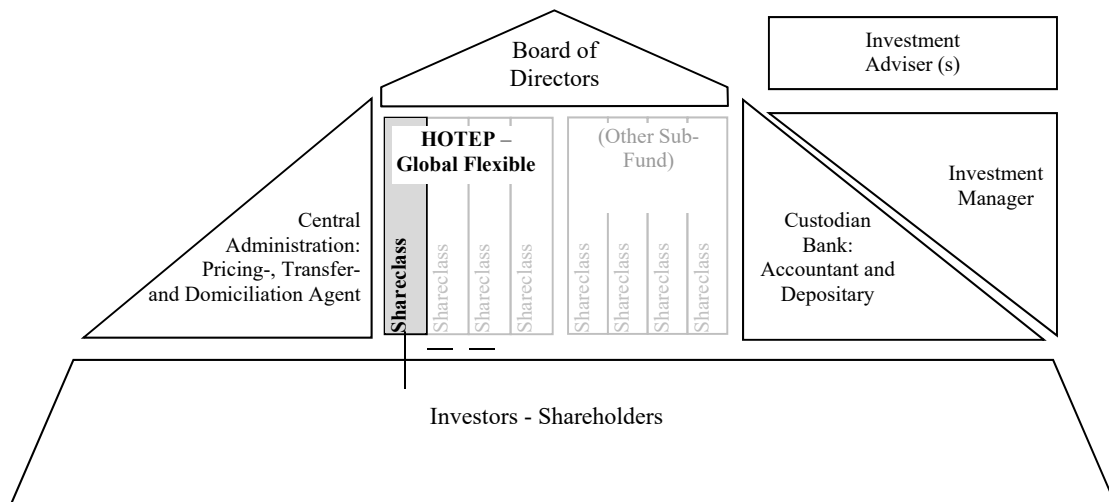 Board of
Directors
Investment
Adviser (s)
HOTEP –
Global Flexible
(Other Sub-
Fund)
Investment
Manager
Central
Administration:
Pricing-, Transfer-
and Domiciliation Agent
Shareclass
Shareclass
Shareclass
Shareclass
Shareclass
Shareclass
Shareclass
Shareclass
Custodian
Bank:
Accountant and
Depositary
Investors - Shareholders